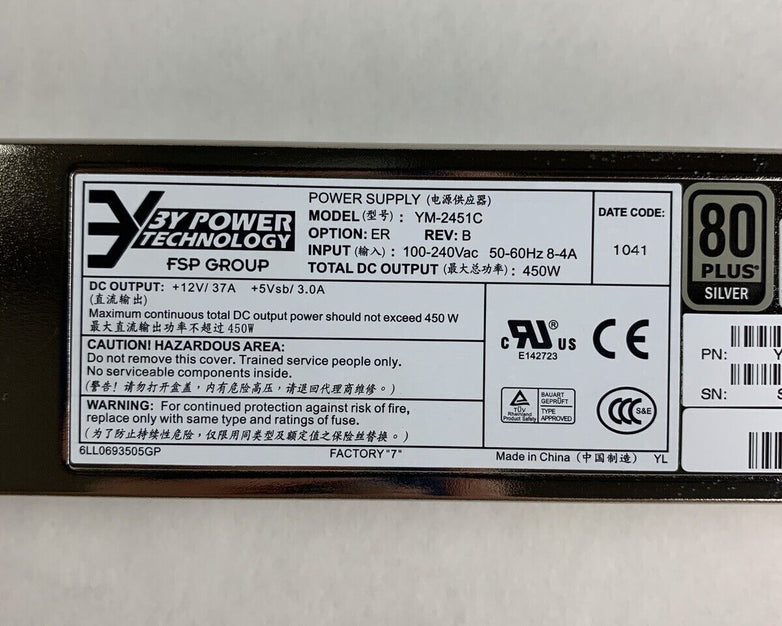 3Y POWER
TECHNOLOGY
FSP GROUP
POWER SUPPLY (电源供应器)
MODEL (型号) : YM-2451C
OPTION: ER REV: B
INPUT (输入) : 100-240Vac 50-60Hz 8-4A
TOTAL DC OUTPUT (最大总功率) : 450W
DATE CODE:
1041
80
PLUS®
SILVER
DC OUTPUT: +12V/ 37A +5Vsb/ 3.0A
(直流输出)
Maximum continuous total DC output power should not exceed 450 W
最大直流输出功率不超过450W
CAUTION! HAZARDOUS AREA:
Do not remove this cover. Trained service people only.
No serviceable components inside.
(警告! 请勿打开盒盖，内有危险高压，请退回代理商维修。)
WARNING: For continued protection against risk of fire,
replace only with same type and ratings of fuse.
(为了防止持续性危险，仅限用同类型及额定值之保险丝替换。)
c RU® US
E142723
CE
TÜV
Rheinland
Product Safety
BAUART
GEPRÜFT
TYPE
APPROVED
CCC S&E
6LL0693505GP
FACTORY "7"
Made in China (中国制造) YL
PN: Y
SN: S